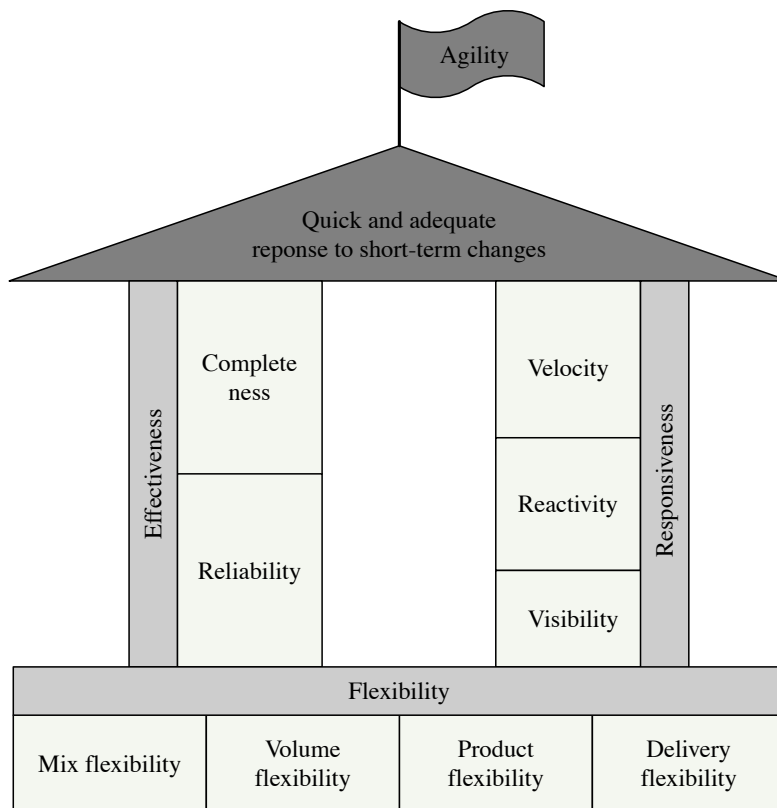 Agility
Quick and adequate
reponse to short-term changes
Effectiveness
Complete
ness
Reliability
Velocity
Reactivity
Visibility
Responsiveness
Flexibility
Mix flexibility
Volume
flexibility
Product
flexibility
Delivery
flexibility